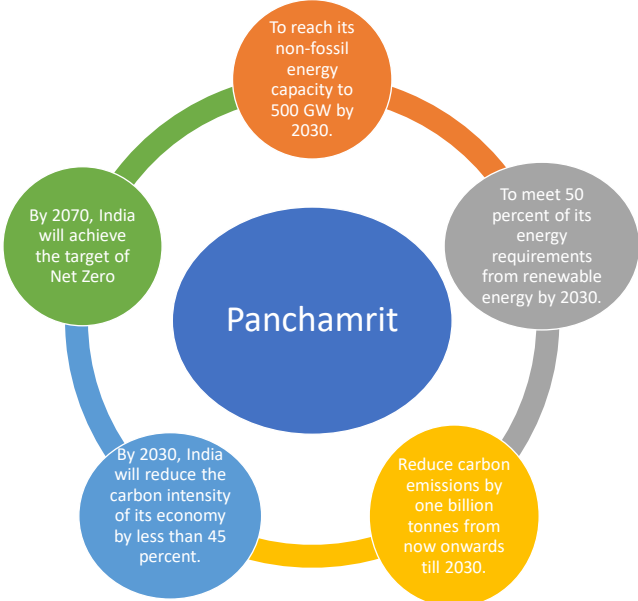 To reach its
non-fossil
energy
capacity to
500 GW by
2030.
To meet 50
percent of its
energy
requirements
from renewable
energy by 2030.
Reduce carbon
emissions by
one billion
tonnes from
now onwards
till 2030.
By 2030, India
will reduce the
carbon intensity
of its economy
by less than 45
percent.
By 2070, India
will achieve
the target of
Net Zero
Panchamrit